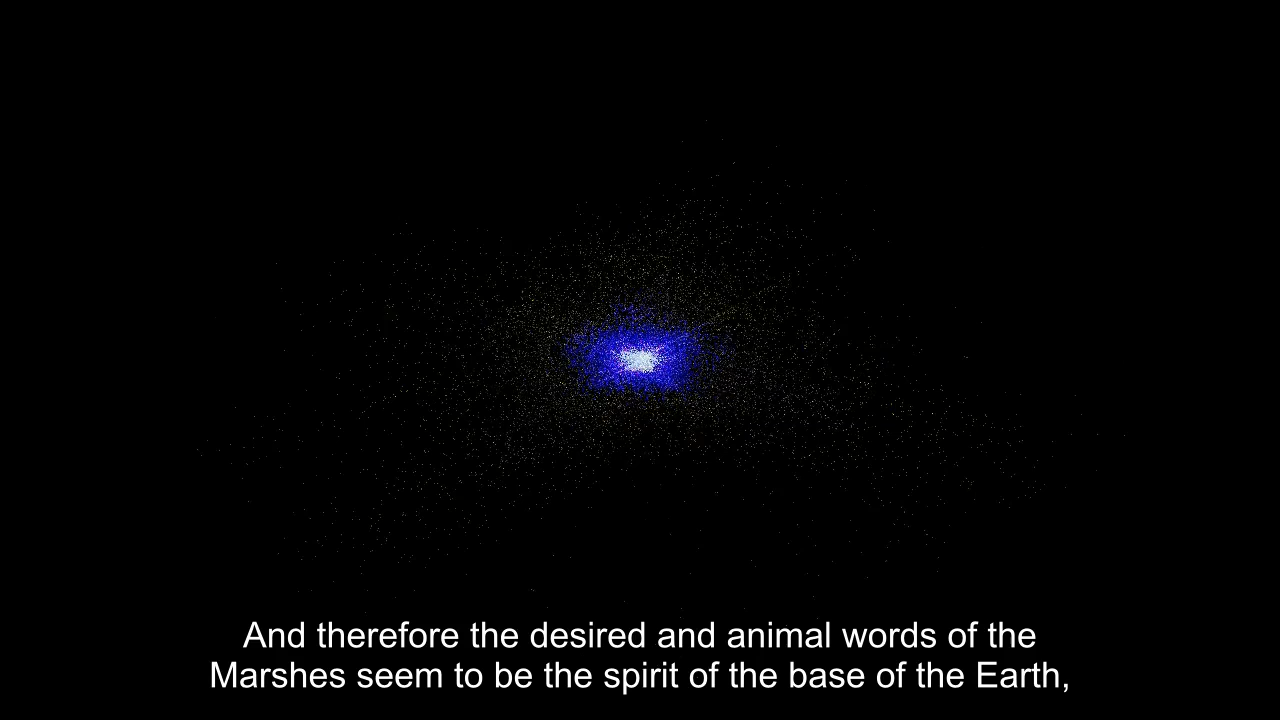 And therefore the desired and animal words of the
Marshes seem to be the spirit of the base of the Earth,